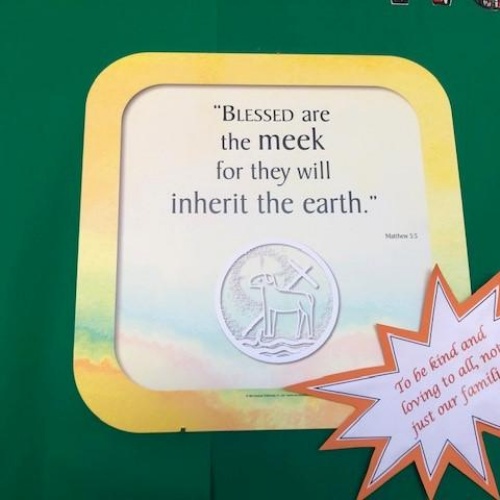 "BLESSED are
the meek
for they will
inherit the earth."
Matthew 5:5
To be kind and
loving to all, not
just our